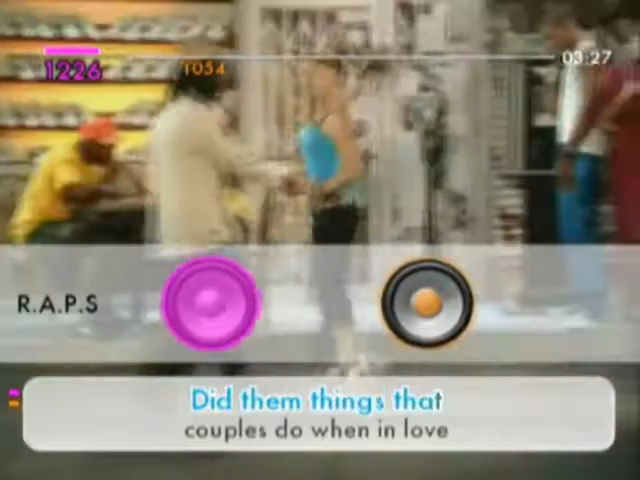 1226
1054
03:27
R.A.P.S
Did them things that
couples do when in love